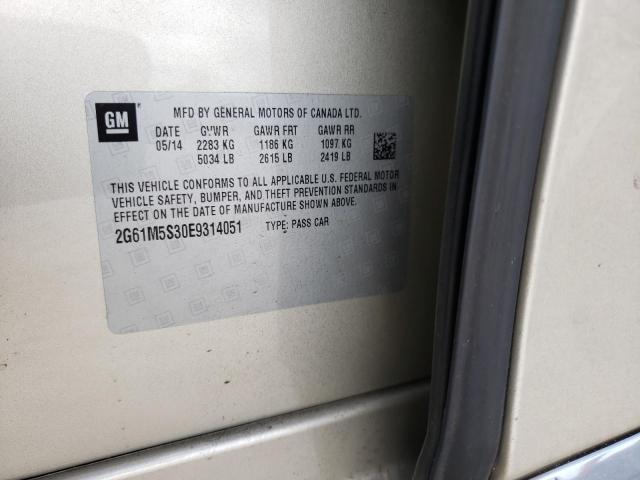 GM
MFD BY GENERAL MOTORS OF CANADA LTD.
DATE GVWR GAWR FRT GAWR RR
05/14 2283 KG 1186 KG 1097 KG
5034 LB 2615 LB 2419 LB
THIS VEHICLE CONFORMS TO ALL APPLICABLE U.S. FEDERAL MOTOR
VEHICLE SAFETY, BUMPER, AND THEFT PREVENTION STANDARDS IN
EFFECT ON THE DATE OF MANUFACTURE SHOWN ABOVE.
2G61M5S30E9314051 TYPE: PASS CAR